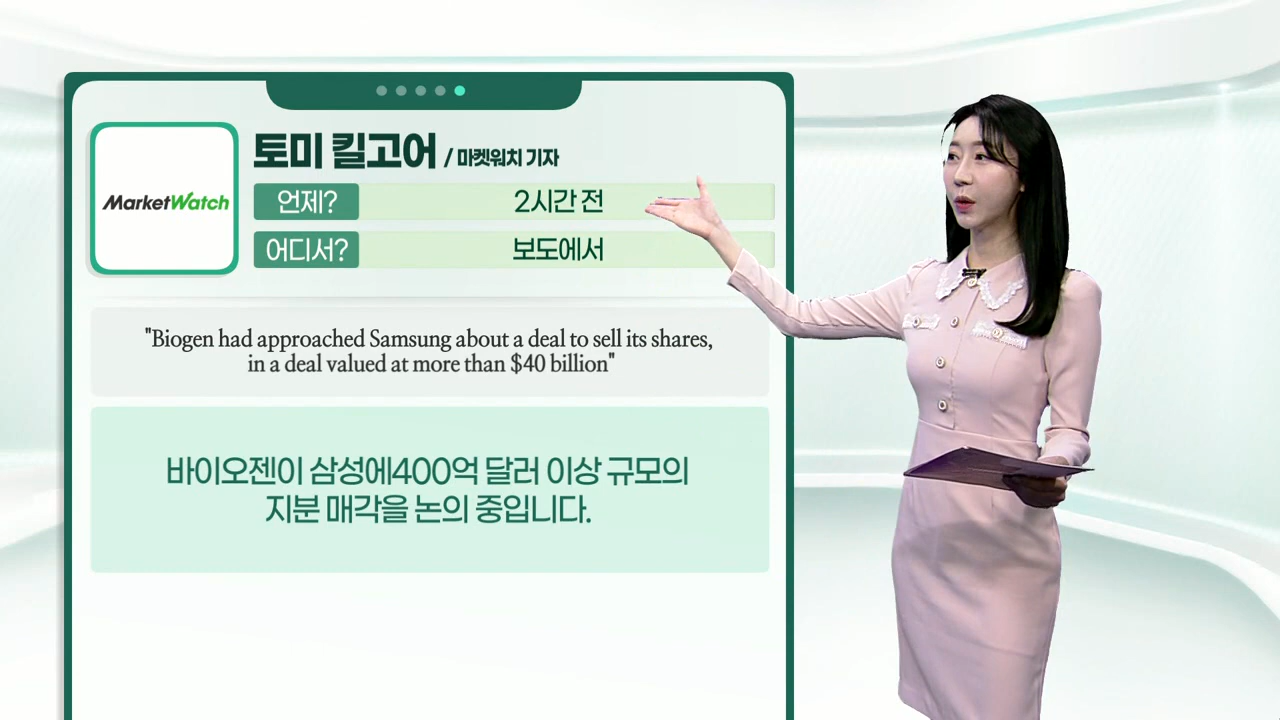 MarketWatch
토미 킬고어 / 마켓워치 기자
언제? 2시간 전
어디서? 보도에서
"Biogen had approached Samsung about a deal to sell its shares,
in a deal valued at more than $40 billion"
바이오젠이 삼성에400억 달러 이상 규모의
지분 매각을 논의 중입니다.